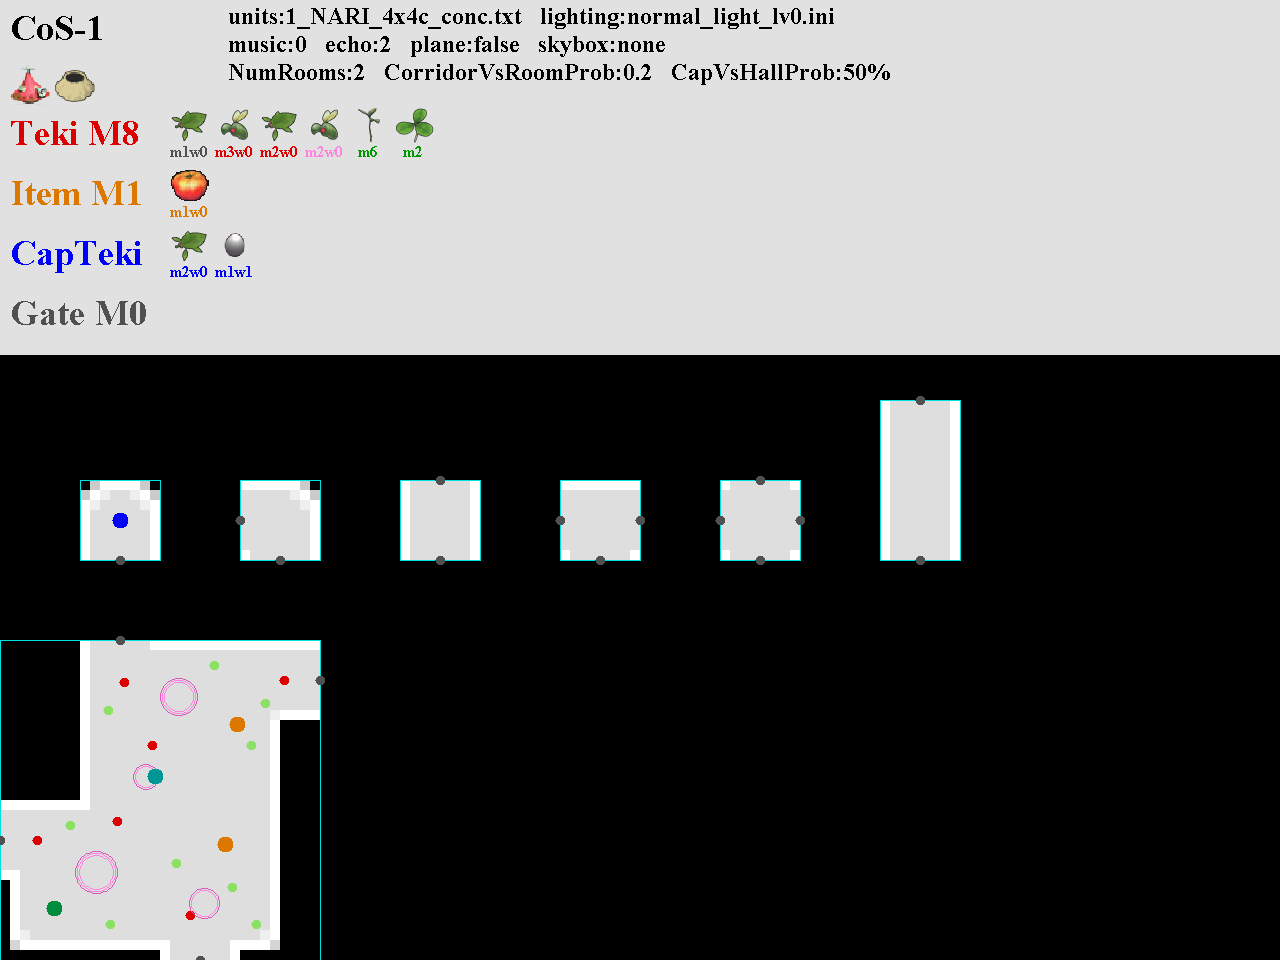 CoS-1
units:1_NARI_4x4c_conc.txt lighting:normal_light_lv0.ini
music:0 echo:2 plane:false skybox:none
NumRooms:2 CorridorVsRoomProb:0.2 CapVsHallProb:50%
Teki M8
m1w0 m3w0 m2w0 m2w0 m6 m2
Item M1
m1w0
CapTeki
m2w0 m1w1
Gate M0